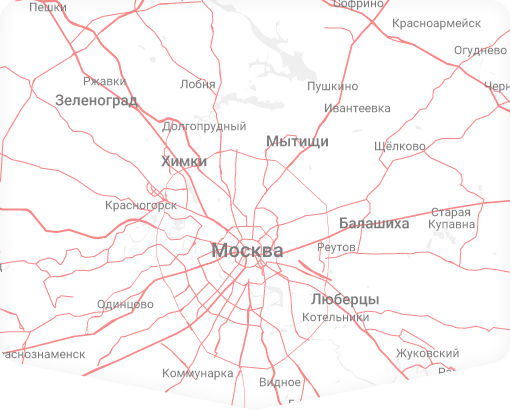 Пешки
Софрино
Красноармейск
Огуднево
Ржавки
Лобня
Пушкино
Зеленоград
Ивантеевка
Долгопрудный
Мытищи
Щёлково
Химки
Красногорск
Старая
Купавна
Балашиха
Москва
Реутов
Люберцы
Одинцово
Котельники
аснознаменск
Жуковский
Коммунарка
Видное